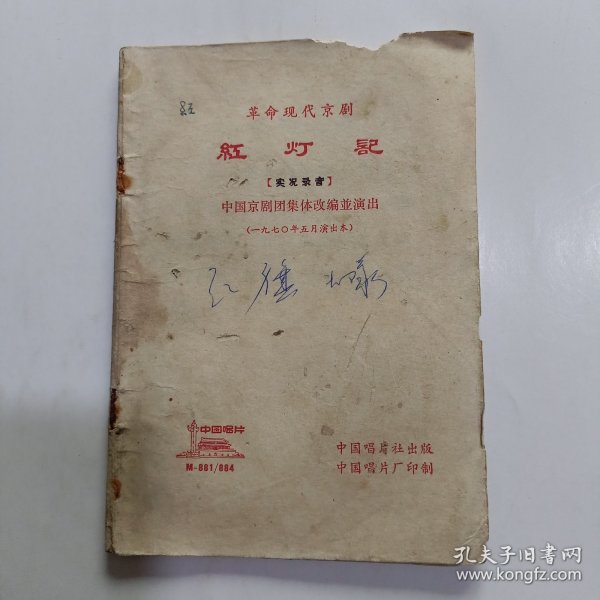 革命现代京剧
紅灯記
【实况录音】
中国京剧团集体改编並演出
(一九七〇年五月演出本)
中国唱片
M-881/884
中国唱片社出版
中国唱片厂印制
孔夫子旧书网
www.kongfz.com